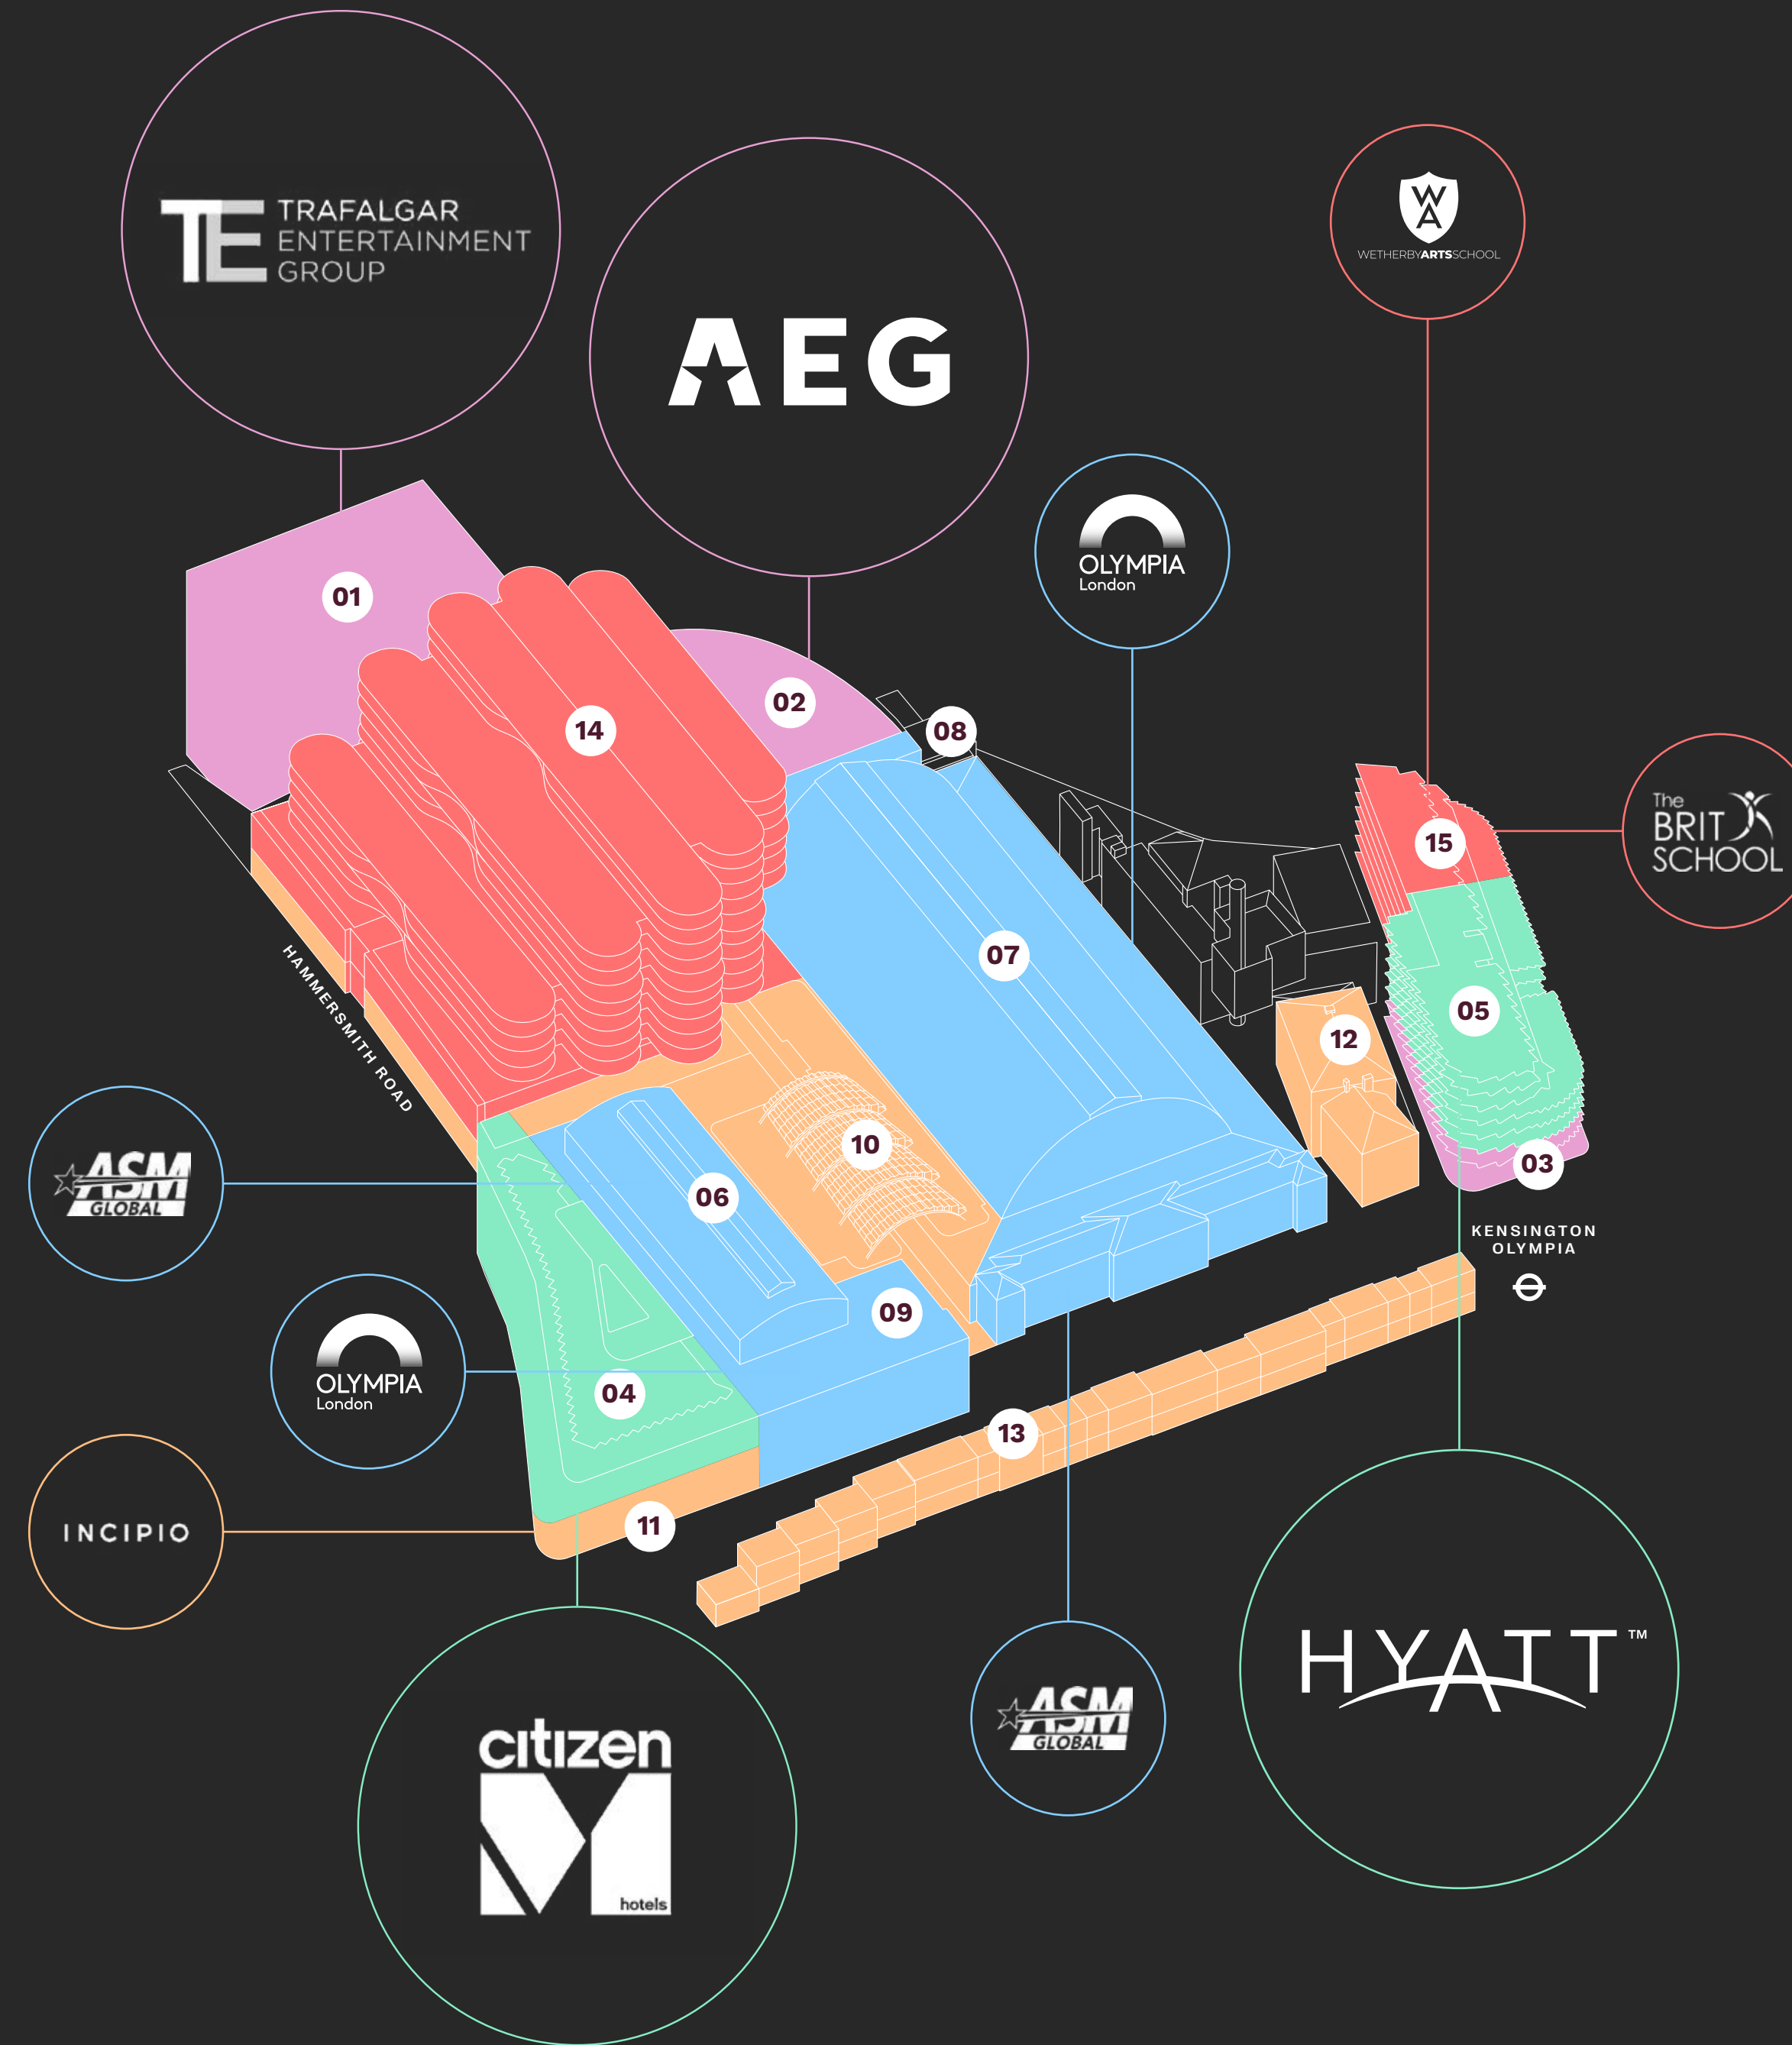 TE TRAFALGAR
ENTERTAINMENT
GROUP
AEG
WA
WETHERBYARTSSCHOOL
OLYMPIA
London
01
02
14
08
The
BRIT
SCHOOL
15
07
05
12
HAMMERSMITH ROAD
10
03
ASM
GLOBAL
06
KENSINGTON
OLYMPIA
09
OLYMPIA
London
04
13
INCIPIO
11
HYATT™
ASM
GLOBAL
citizen
M
hotels